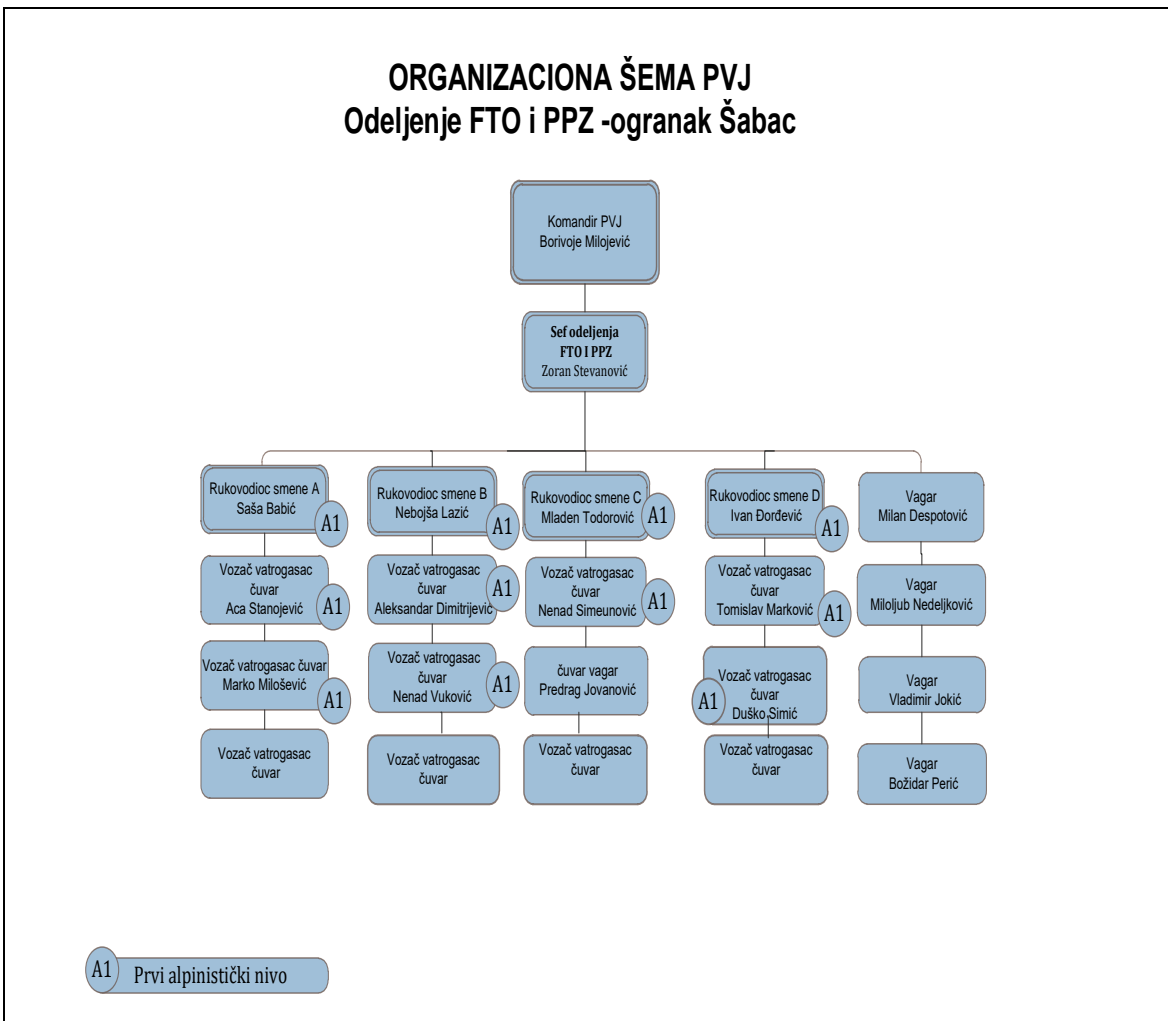 ORGANIZACIONA ŠEMA PVJ
Odeljenje FTO i PPZ -ogranak Šabac
Komandir PVJ
Borivoje Milojević
Sef odeljenja
FTO I PPZ
Zoran Stevanović
Rukovodioc smene A
Saša Babić
A1
Vozač vatrogasac
čuvar
Aca Stanojević
A1
Vozač vatrogasac čuvar
Marko Milošević
A1
Vozač vatrogasac
čuvar
Rukovodioc smene B
Nebojša Lazić
A1
Vozač vatrogasac
čuvar
Aleksandar Dimitrijević
A1
Vozač vatrogasac
čuvar
Nenad Vuković
A1
Vozač vatrogasac
čuvar
Rukovodioc smene C
Mladen Todorović
A1
Vozač vatrogasac
čuvar
Nenad Simeunović
A1
čuvar vagar
Predrag Jovanović
Vozač vatrogasac
čuvar
Rukovodioc smene D
Ivan Đorđević
A1
Vozač vatrogasac
čuvar
Tomislav Marković
A1
Vozač vatrogasac
čuvar
Duško Simić
A1
Vozač vatrogasac
čuvar
Vagar
Milan Despotović
Vagar
Miloljub Nedeljković
Vagar
Vladimir Jokić
Vagar
Božidar Perić
A1 Prvi alpinistički nivo